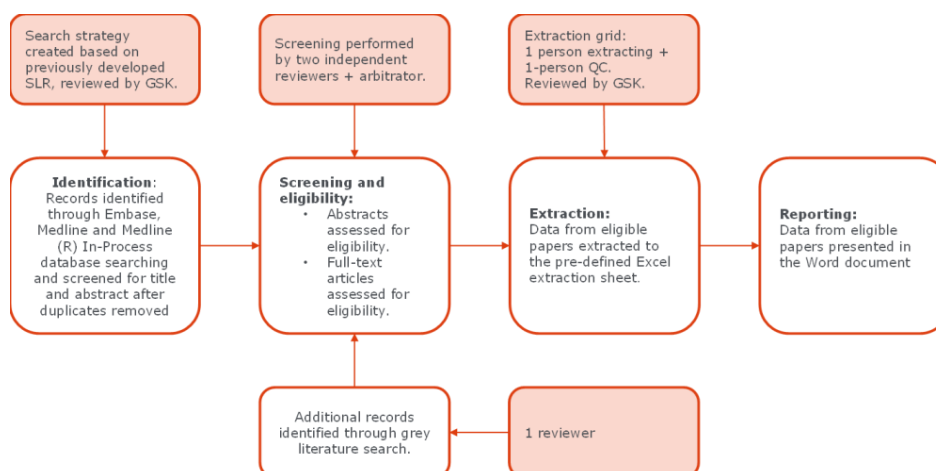 Search strategy
created based on
previously developed
SLR, reviewed by GSK.
Screening performed
by two independent
reviewers + arbitrator.
Extraction grid:
1 person extracting +
1-person QC.
Reviewed by GSK.
Identification:
Records identified
through Embase,
Medline and Medline
(R) In-Process
database searching
and screened for title
and abstract after
duplicates removed
Screening and
eligibility:
• Abstracts
assessed for
eligibility.
• Full-text
articles
assessed for
eligibility.
Extraction:
Data from eligible
papers extracted to
the pre-defined Excel
extraction sheet.
Reporting:
Data from eligible
papers presented in
the Word document
Additional records
identified through grey
literature search.
1 reviewer